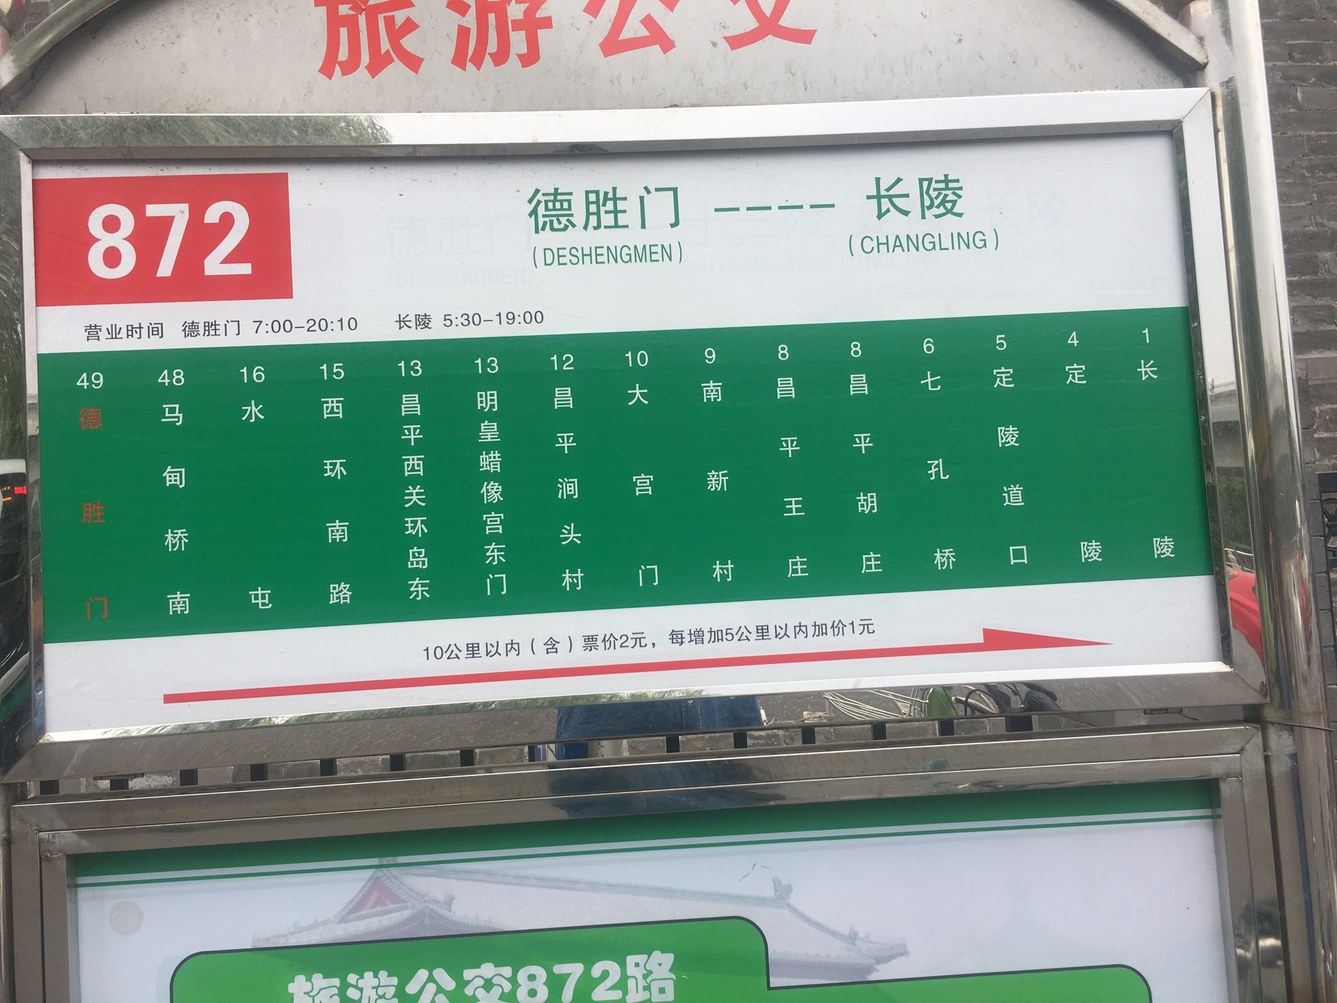 旅游公交
872
德胜门 ---- 长陵
(DESHENGMEN) (CHANGLING)
营业时间 德胜门 7:00-20:10 长陵 5:30-19:00
49 48 16 15 13 13 12 10 9 8 8 6 5 4 1
德胜门
马甸桥南
水屯
西环南路
昌平西关环岛东
明皇蜡像宫东门
昌平涧头村
大宫门
南新村
昌平王庄
昌平胡庄
七孔桥
定陵道口
定陵
长陵
10公里以内(含)票价2元，每增加5公里以内加价1元
旅游公交872路